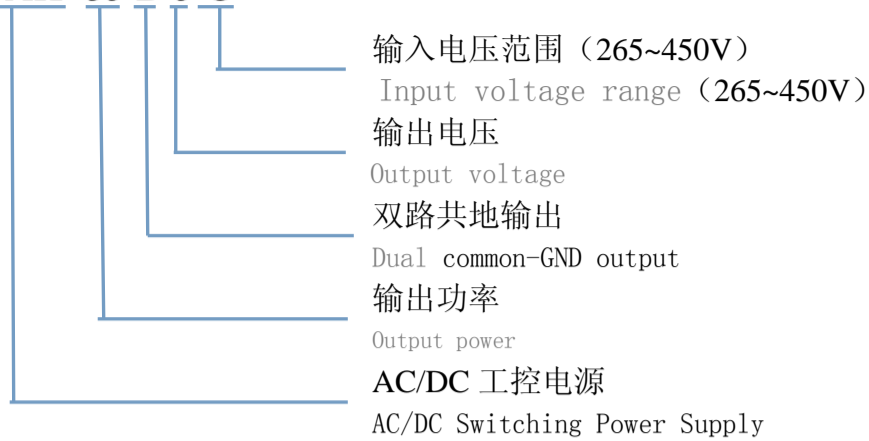 输入电压范围（265~450V）
Input voltage range（265~450V）
输出电压
Output voltage
双路共地输出
Dual common-GND output
输出功率
Output power
AC/DC 工控电源
AC/DC Switching Power Supply